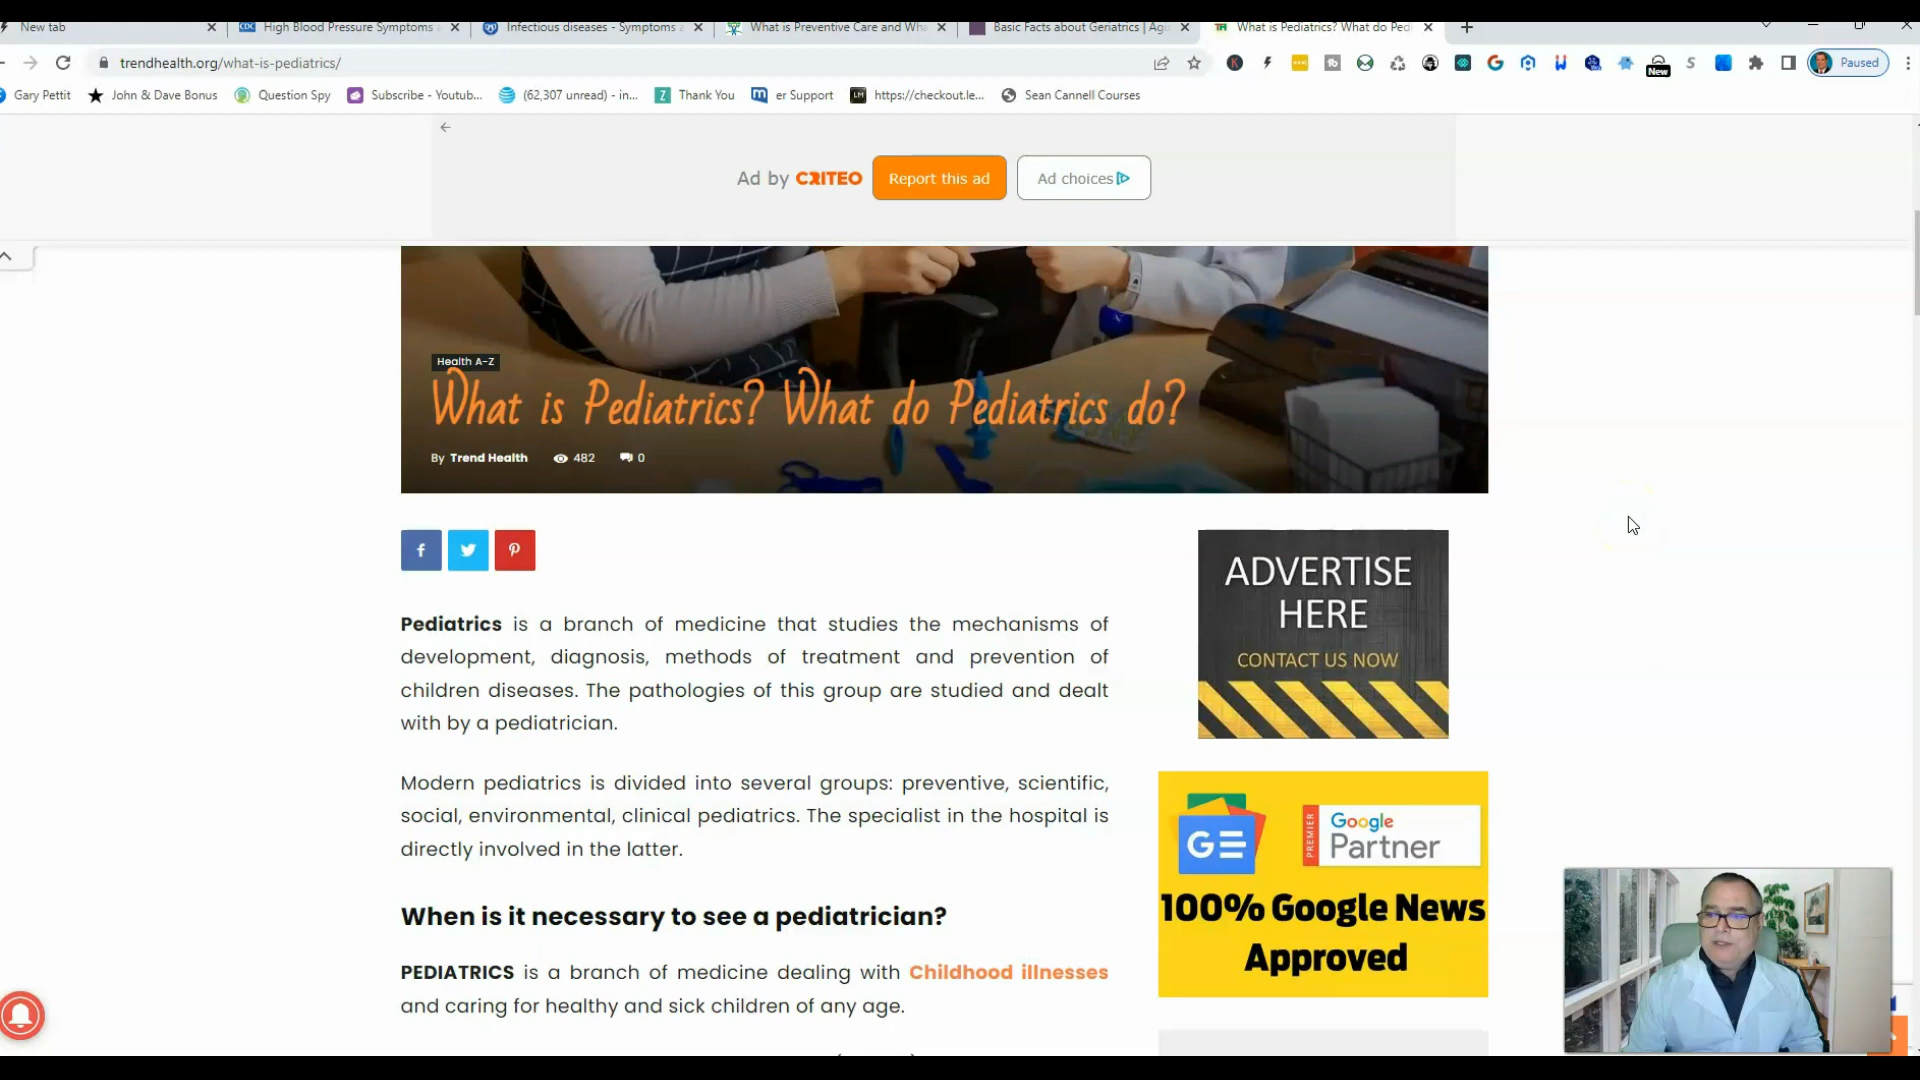 New tab
High Blood Pressure Symptoms
Infectious diseases - Symptoms
What is Preventive Care and Wha
Basic Facts about Geriatrics | Agi
What is Pediatrics? What do Pedi
trendhealth.org/what-is-pediatrics/
New
Paused
Gary Pettit
John & Dave Bonus
Question Spy
Subscribe - Youtub...
(62,307 unread) - in...
Thank You
er Support
https://checkout.le...
Sean Cannell Courses
Ad by CRITEO
Report this ad
Ad choices
Health A-Z
What is Pediatrics? What do Pediatrics do?
By Trend Health 482 0
Pediatrics is a branch of medicine that studies the mechanisms of
development, diagnosis, methods of treatment and prevention of
children diseases. The pathologies of this group are studied and dealt
with by a pediatrician.
Modern pediatrics is divided into several groups: preventive, scientific,
social, environmental, clinical pediatrics. The specialist in the hospital is
directly involved in the latter.
When is it necessary to see a pediatrician?
PEDIATRICS is a branch of medicine dealing with Childhood illnesses
and caring for healthy and sick children of any age.
ADVERTISE
HERE
CONTACT US NOW
GE
PREMIER
Google
Partner
100% Google News
Approved